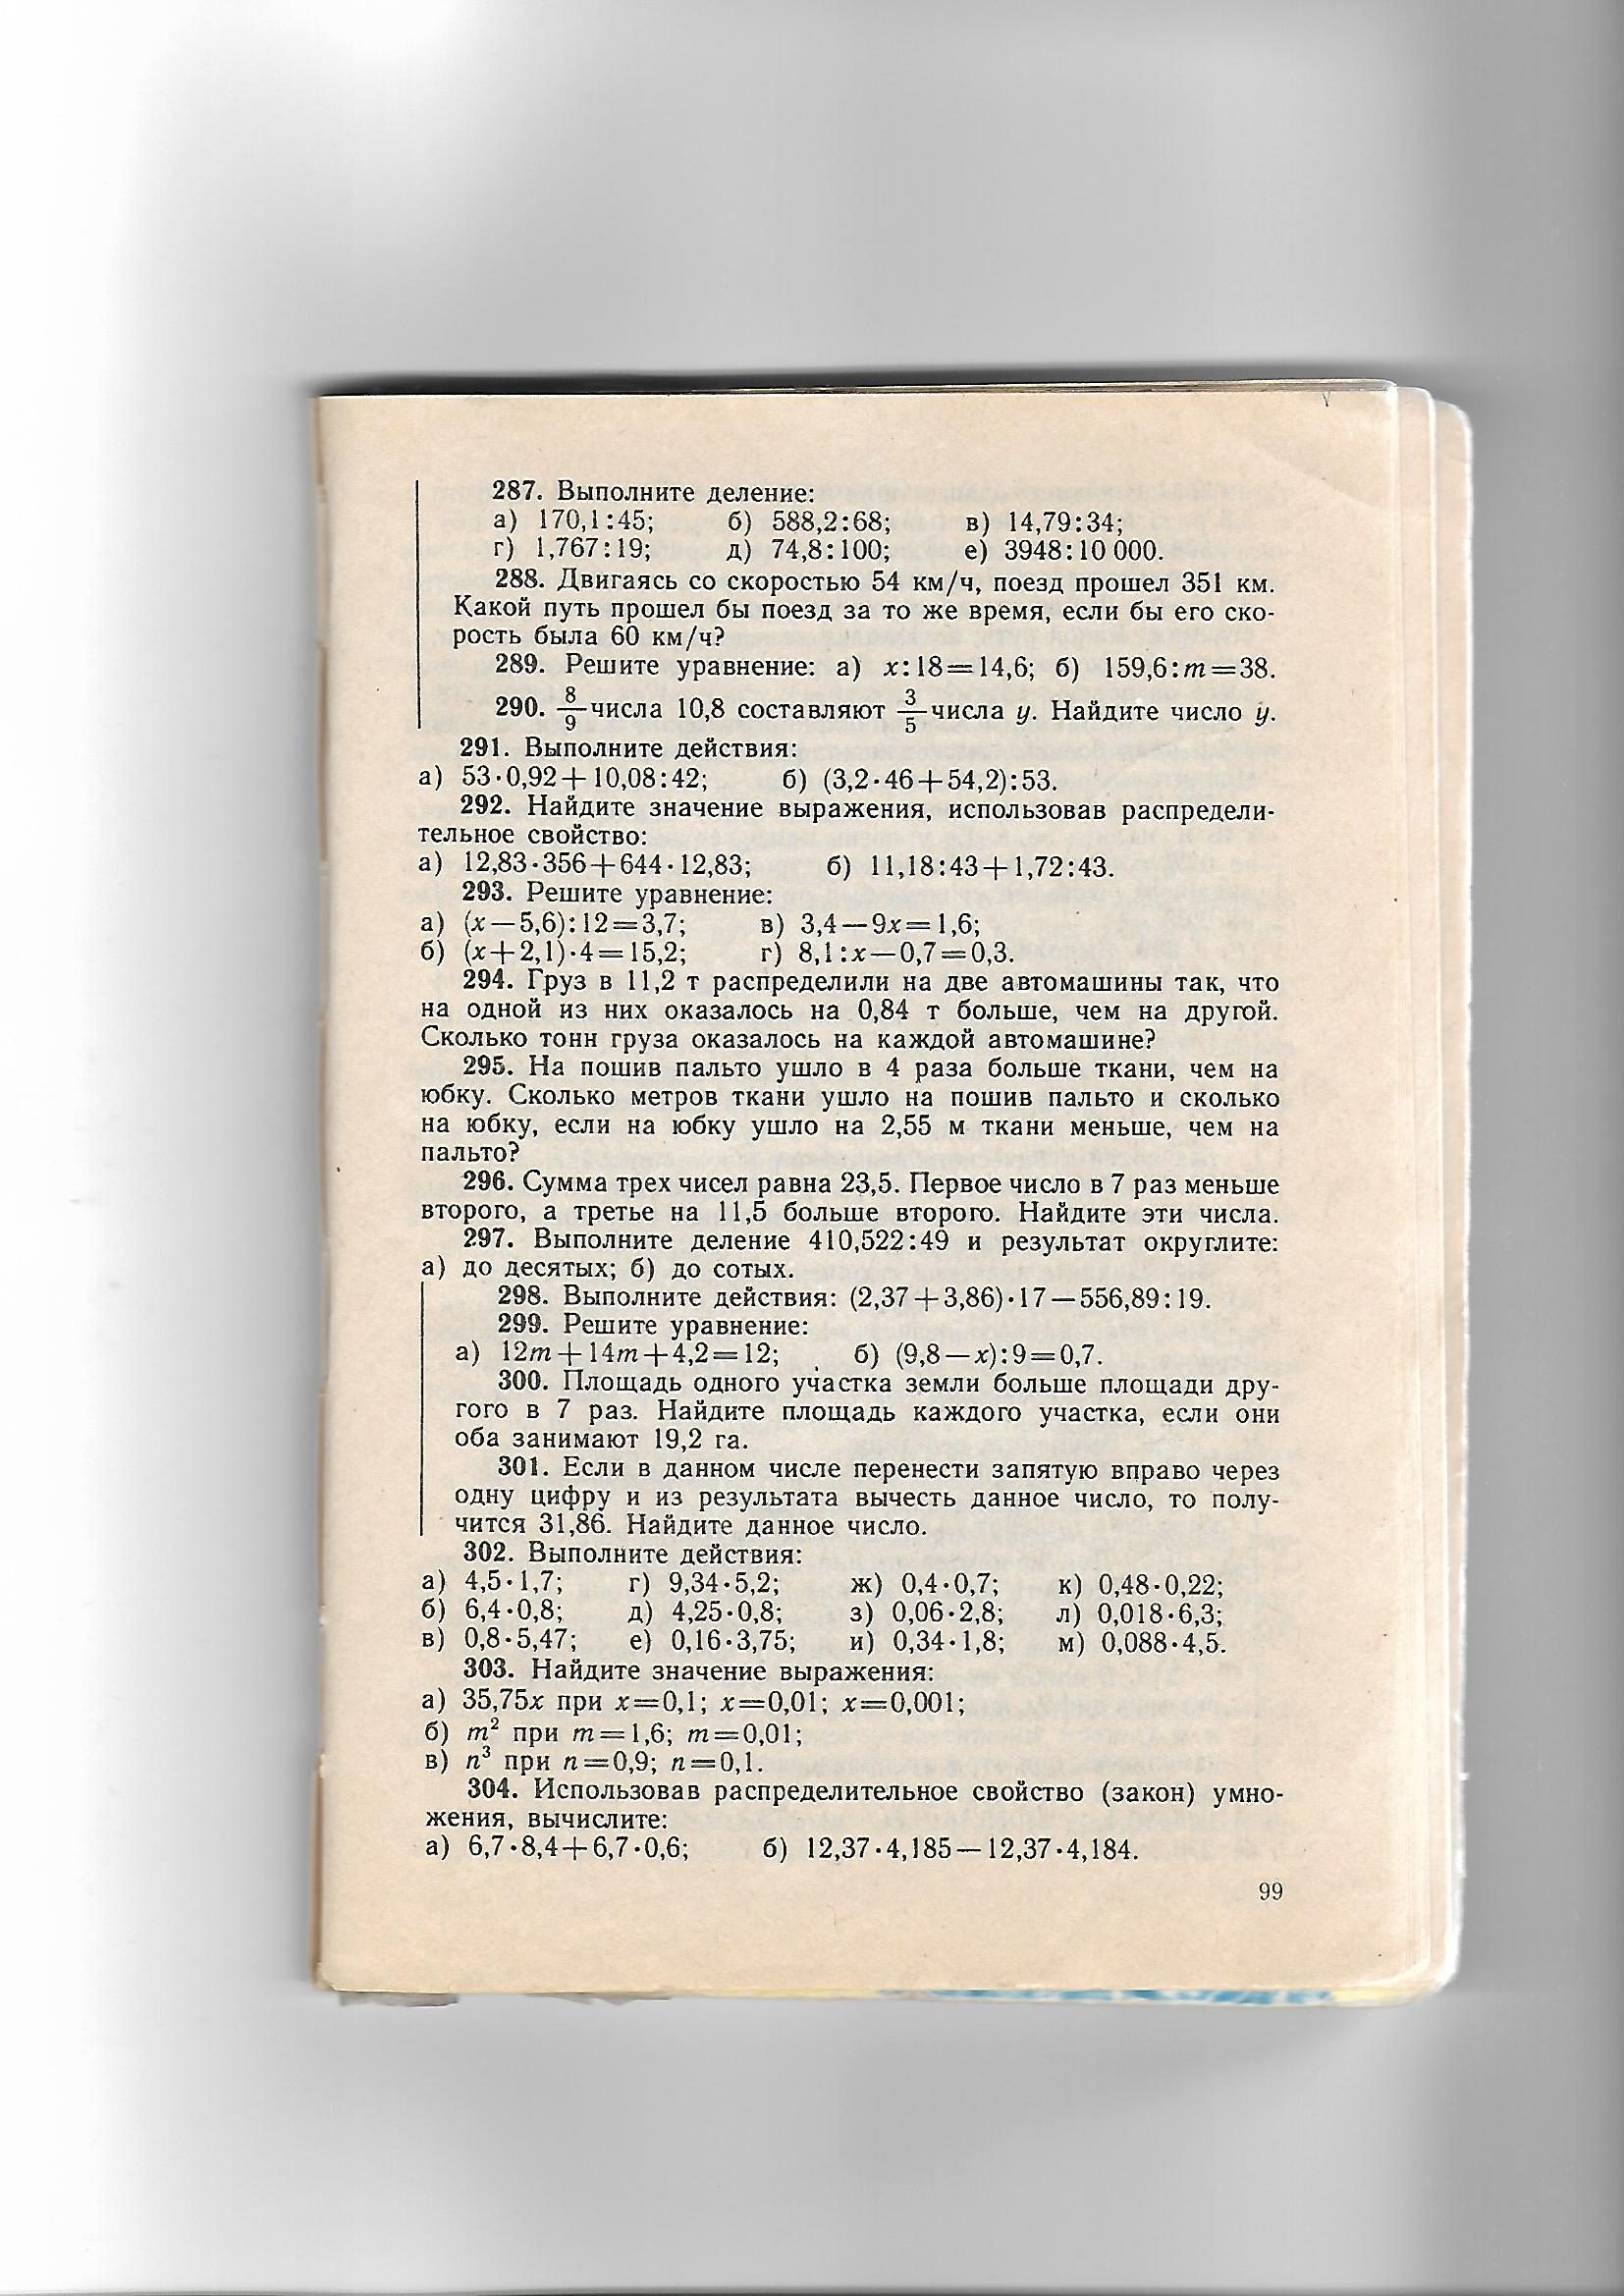 287. Выполните деление:
а) 170,1:45; б) 588,2:68; в) 14,79:34;
г) 1,767:19; д) 74,8:100; е) 3948:10 000.
288. Двигаясь со скоростью 54 км/ч, поезд прошел 351 км.
Какой путь прошел бы поезд за то же время, если бы его ско-
рость была 60 км/ч?
289. Решите уравнение: а) x:18=14,6; б) 159,6:m=38.
290. 8/9 числа 10,8 составляют 3/5 числа y. Найдите число y.
291. Выполните действия:
а) 53·0,92+10,08:42; б) (3,2·46+54,2):53.
292. Найдите значение выражения, использовав распредели-
тельное свойство:
а) 12,83·356+644·12,83; б) 11,18:43+1,72:43.
293. Решите уравнение:
а) (x—5,6):12=3,7; в) 3,4—9x=1,6;
б) (x+2,1)·4=15,2; г) 8,1:x—0,7=0,3.
294. Груз в 11,2 т распределили на две автомашины так, что
на одной из них оказалось на 0,84 т больше, чем на другой.
Сколько тонн груза оказалось на каждой автомашине?
295. На пошив пальто ушло в 4 раза больше ткани, чем на
юбку. Сколько метров ткани ушло на пошив пальто и сколько
на юбку, если на юбку ушло на 2,55 м ткани меньше, чем на
пальто?
296. Сумма трех чисел равна 23,5. Первое число в 7 раз меньше
второго, а третье на 11,5 больше второго. Найдите эти числа.
297. Выполните деление 410,522:49 и результат округлите:
а) до десятых; б) до сотых.
298. Выполните действия: (2,37+3,86)·17—556,89:19.
299. Решите уравнение:
а) 12m+14m+4,2=12; б) (9,8—x):9=0,7.
300. Площадь одного участка земли больше площади дру-
гого в 7 раз. Найдите площадь каждого участка, если они
оба занимают 19,2 га.
301. Если в данном числе перенести запятую вправо через
одну цифру и из результата вычесть данное число, то полу-
чится 31,86. Найдите данное число.
302. Выполните действия:
а) 4,5·1,7; г) 9,34·5,2; ж) 0,4·0,7; к) 0,48·0,22;
б) 6,4·0,8; д) 4,25·0,8; з) 0,06·2,8; л) 0,018·6,3;
в) 0,8·5,47; е) 0,16·3,75; и) 0,34·1,8; м) 0,088·4,5.
303. Найдите значение выражения:
а) 35,75x при x=0,1; x=0,01; x=0,001;
б) m² при m=1,6; m=0,01;
в) n³ при n=0,9; n=0,1.
304. Использовав распределительное свойство (закон) умно-
жения, вычислите:
а) 6,7·8,4+6,7·0,6; б) 12,37·4,185—12,37·4,184.
99